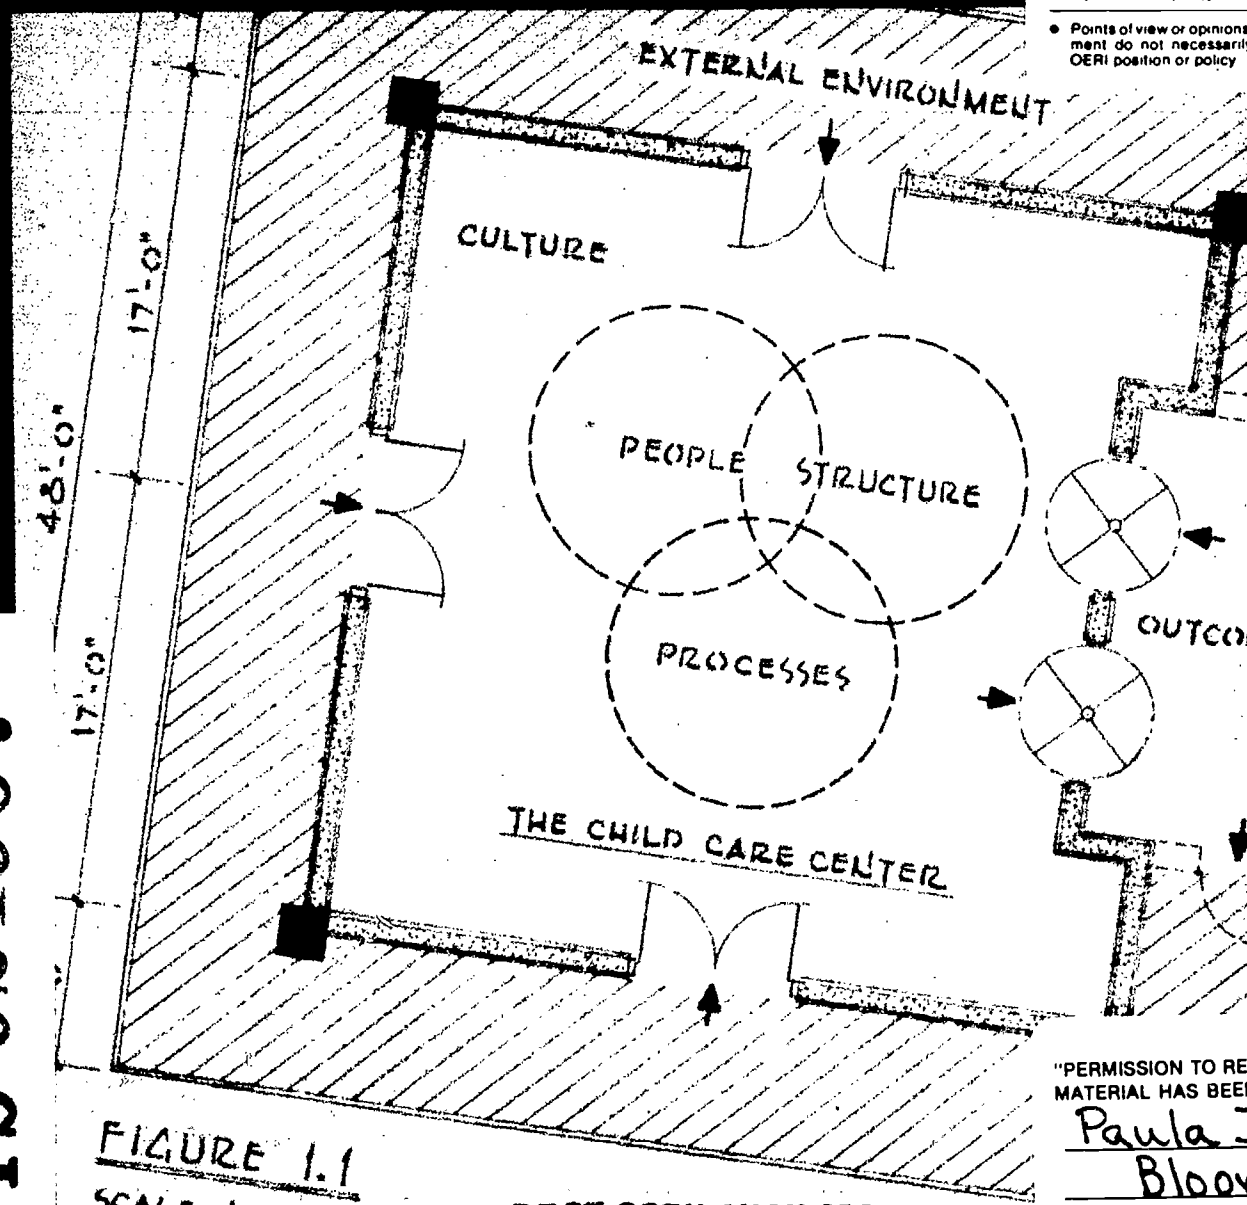 • Points of view or opinions
ment do not necessarily
OERI position or policy
EXTERNAL ENVIRONMENT
CULTURE
17'-0"
48'-0"
PEOPLE
STRUCTURE
PROCESSES
17'-0"
THE CHILD CARE CENTER
"PERMISSION TO RE
MATERIAL HAS BEE
Paula
FIGURE 1.1